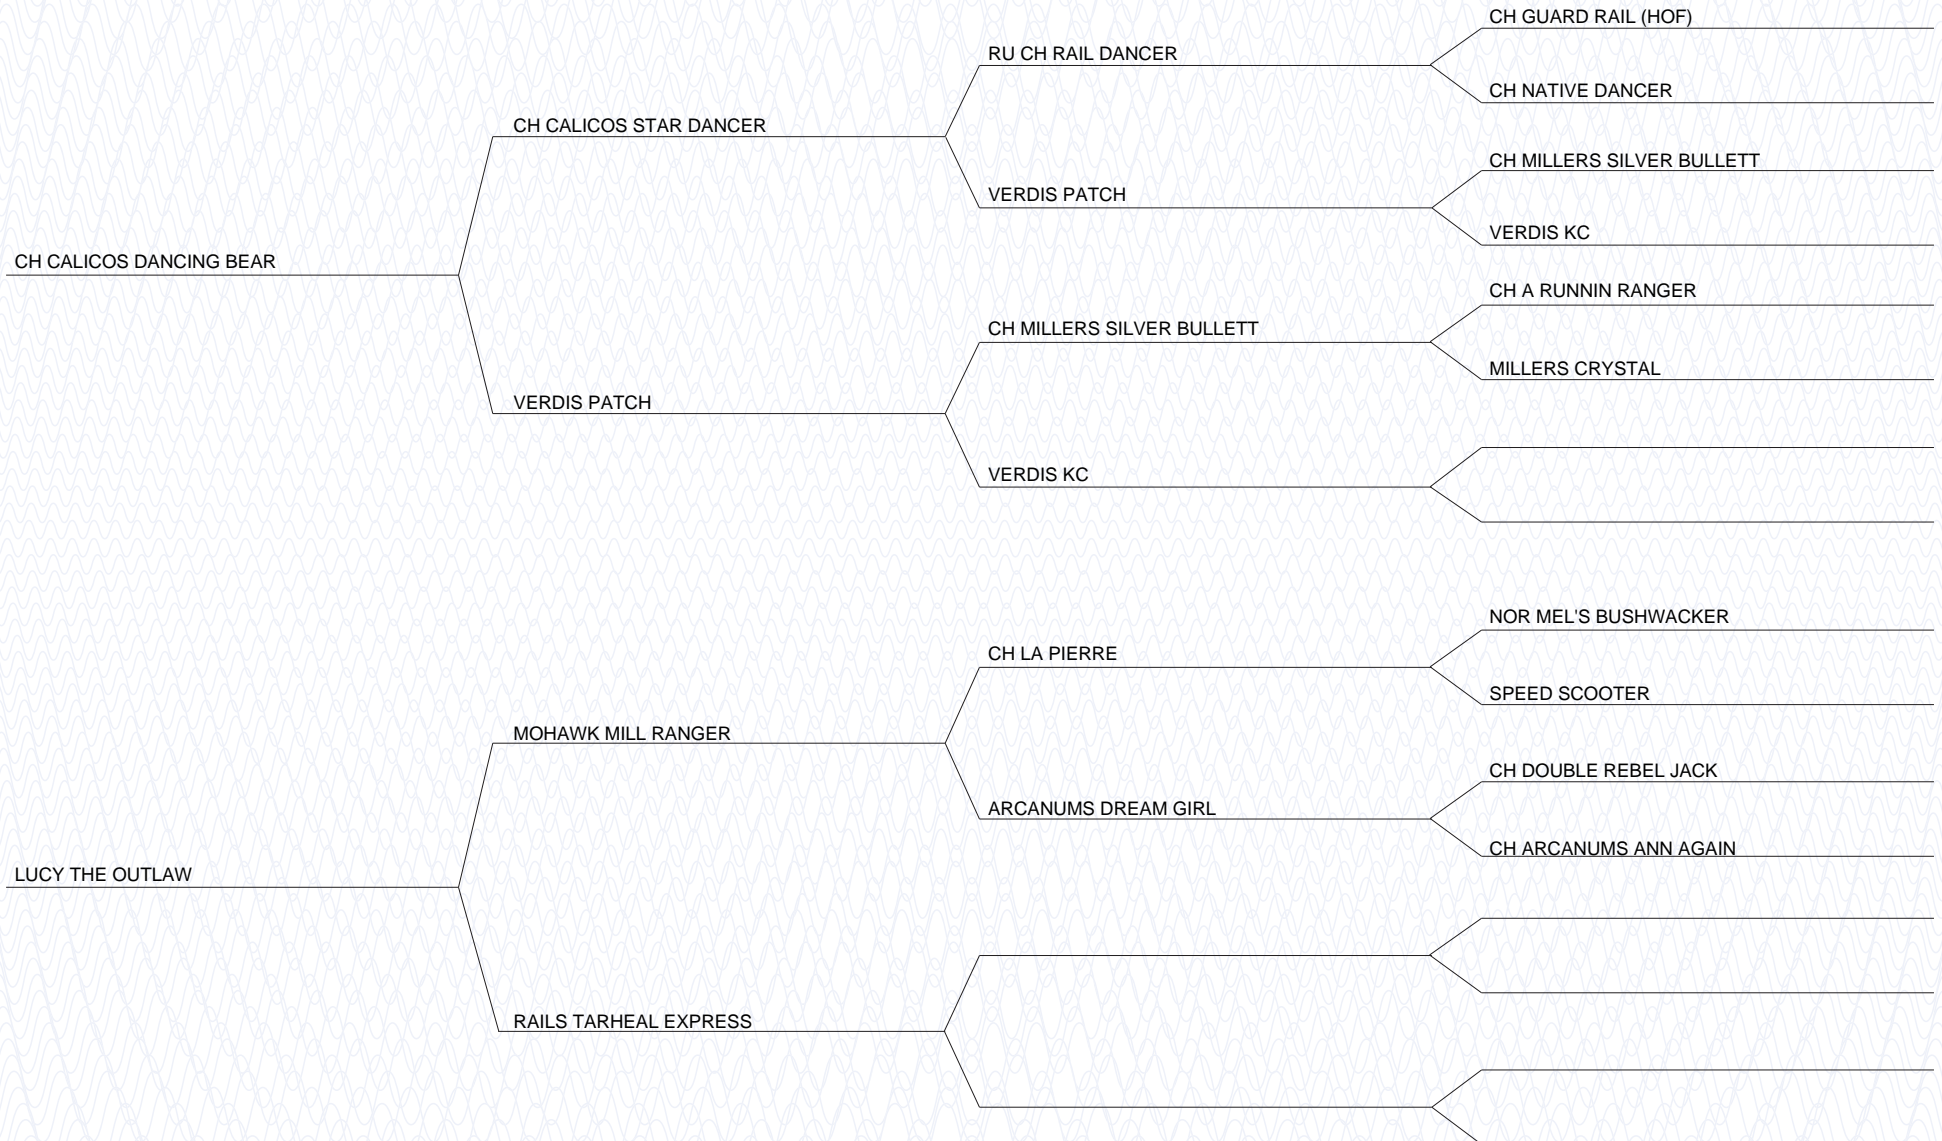 CH GUARD RAIL (HOF)
RU CH RAIL DANCER
CH NATIVE DANCER
CH CALICOS STAR DANCER
CH MILLERS SILVER BULLETT
VERDIS PATCH
VERDIS KC
CH CALICOS DANCING BEAR
CH A RUNNIN RANGER
CH MILLERS SILVER BULLETT
MILLERS CRYSTAL
VERDIS PATCH
VERDIS KC
NOR MEL'S BUSHWACKER
CH LA PIERRE
SPEED SCOOTER
MOHAWK MILL RANGER
CH DOUBLE REBEL JACK
ARCANUMS DREAM GIRL
CH ARCANUMS ANN AGAIN
LUCY THE OUTLAW
RAILS TARHEAL EXPRESS